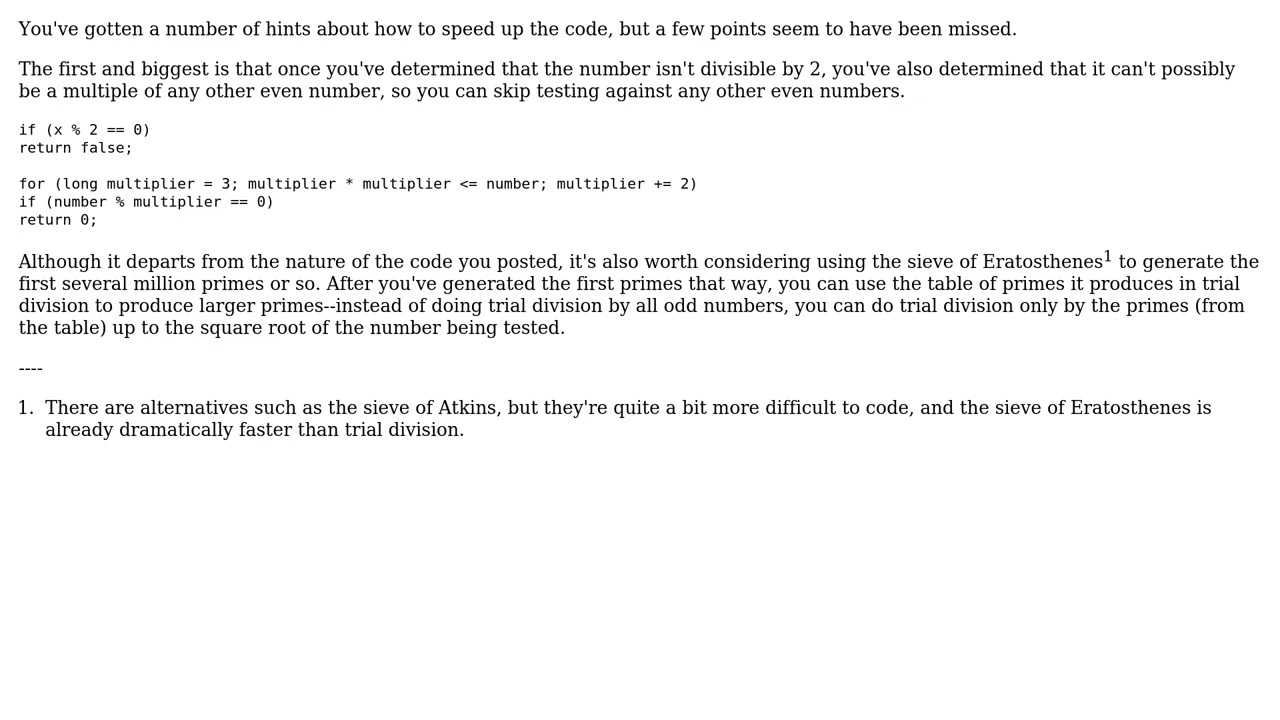 You've gotten a number of hints about how to speed up the code, but a few points seem to have been missed.
The first and biggest is that once you've determined that the number isn't divisible by 2, you've also determined that it can't possibly
be a multiple of any other even number, so you can skip testing against any other even numbers.
if (x % 2 == 0)
return false;
for (long multiplier = 3; multiplier * multiplier <= number; multiplier += 2)
if (number % multiplier == 0)
return 0;
Although it departs from the nature of the code you posted, it's also worth considering using the sieve of Eratosthenes1 to generate the
first several million primes or so. After you've generated the first primes that way, you can use the table of primes it produces in trial
division to produce larger primes--instead of doing trial division by all odd numbers, you can do trial division only by the primes (from
the table) up to the square root of the number being tested.
----
1. There are alternatives such as the sieve of Atkins, but they're quite a bit more difficult to code, and the sieve of Eratosthenes is
already dramatically faster than trial division.